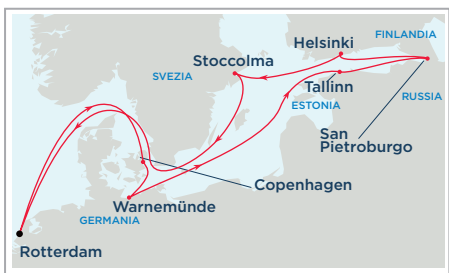 FINLANDIA
Helsinki
Stoccolma
SVEZIA
Tallinn
RUSSIA
ESTONIA
San
Pietroburgo
Copenhagen
Warnemünde
GERMANIA
Rotterdam